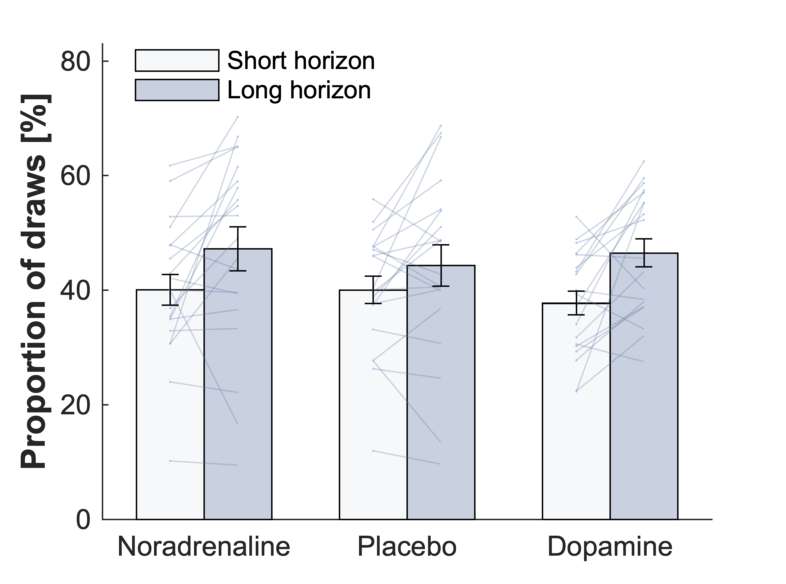 Proportion of draws [%]
80
60
40
20
0
Short horizon
Long horizon
Noradrenaline
Placebo
Dopamine